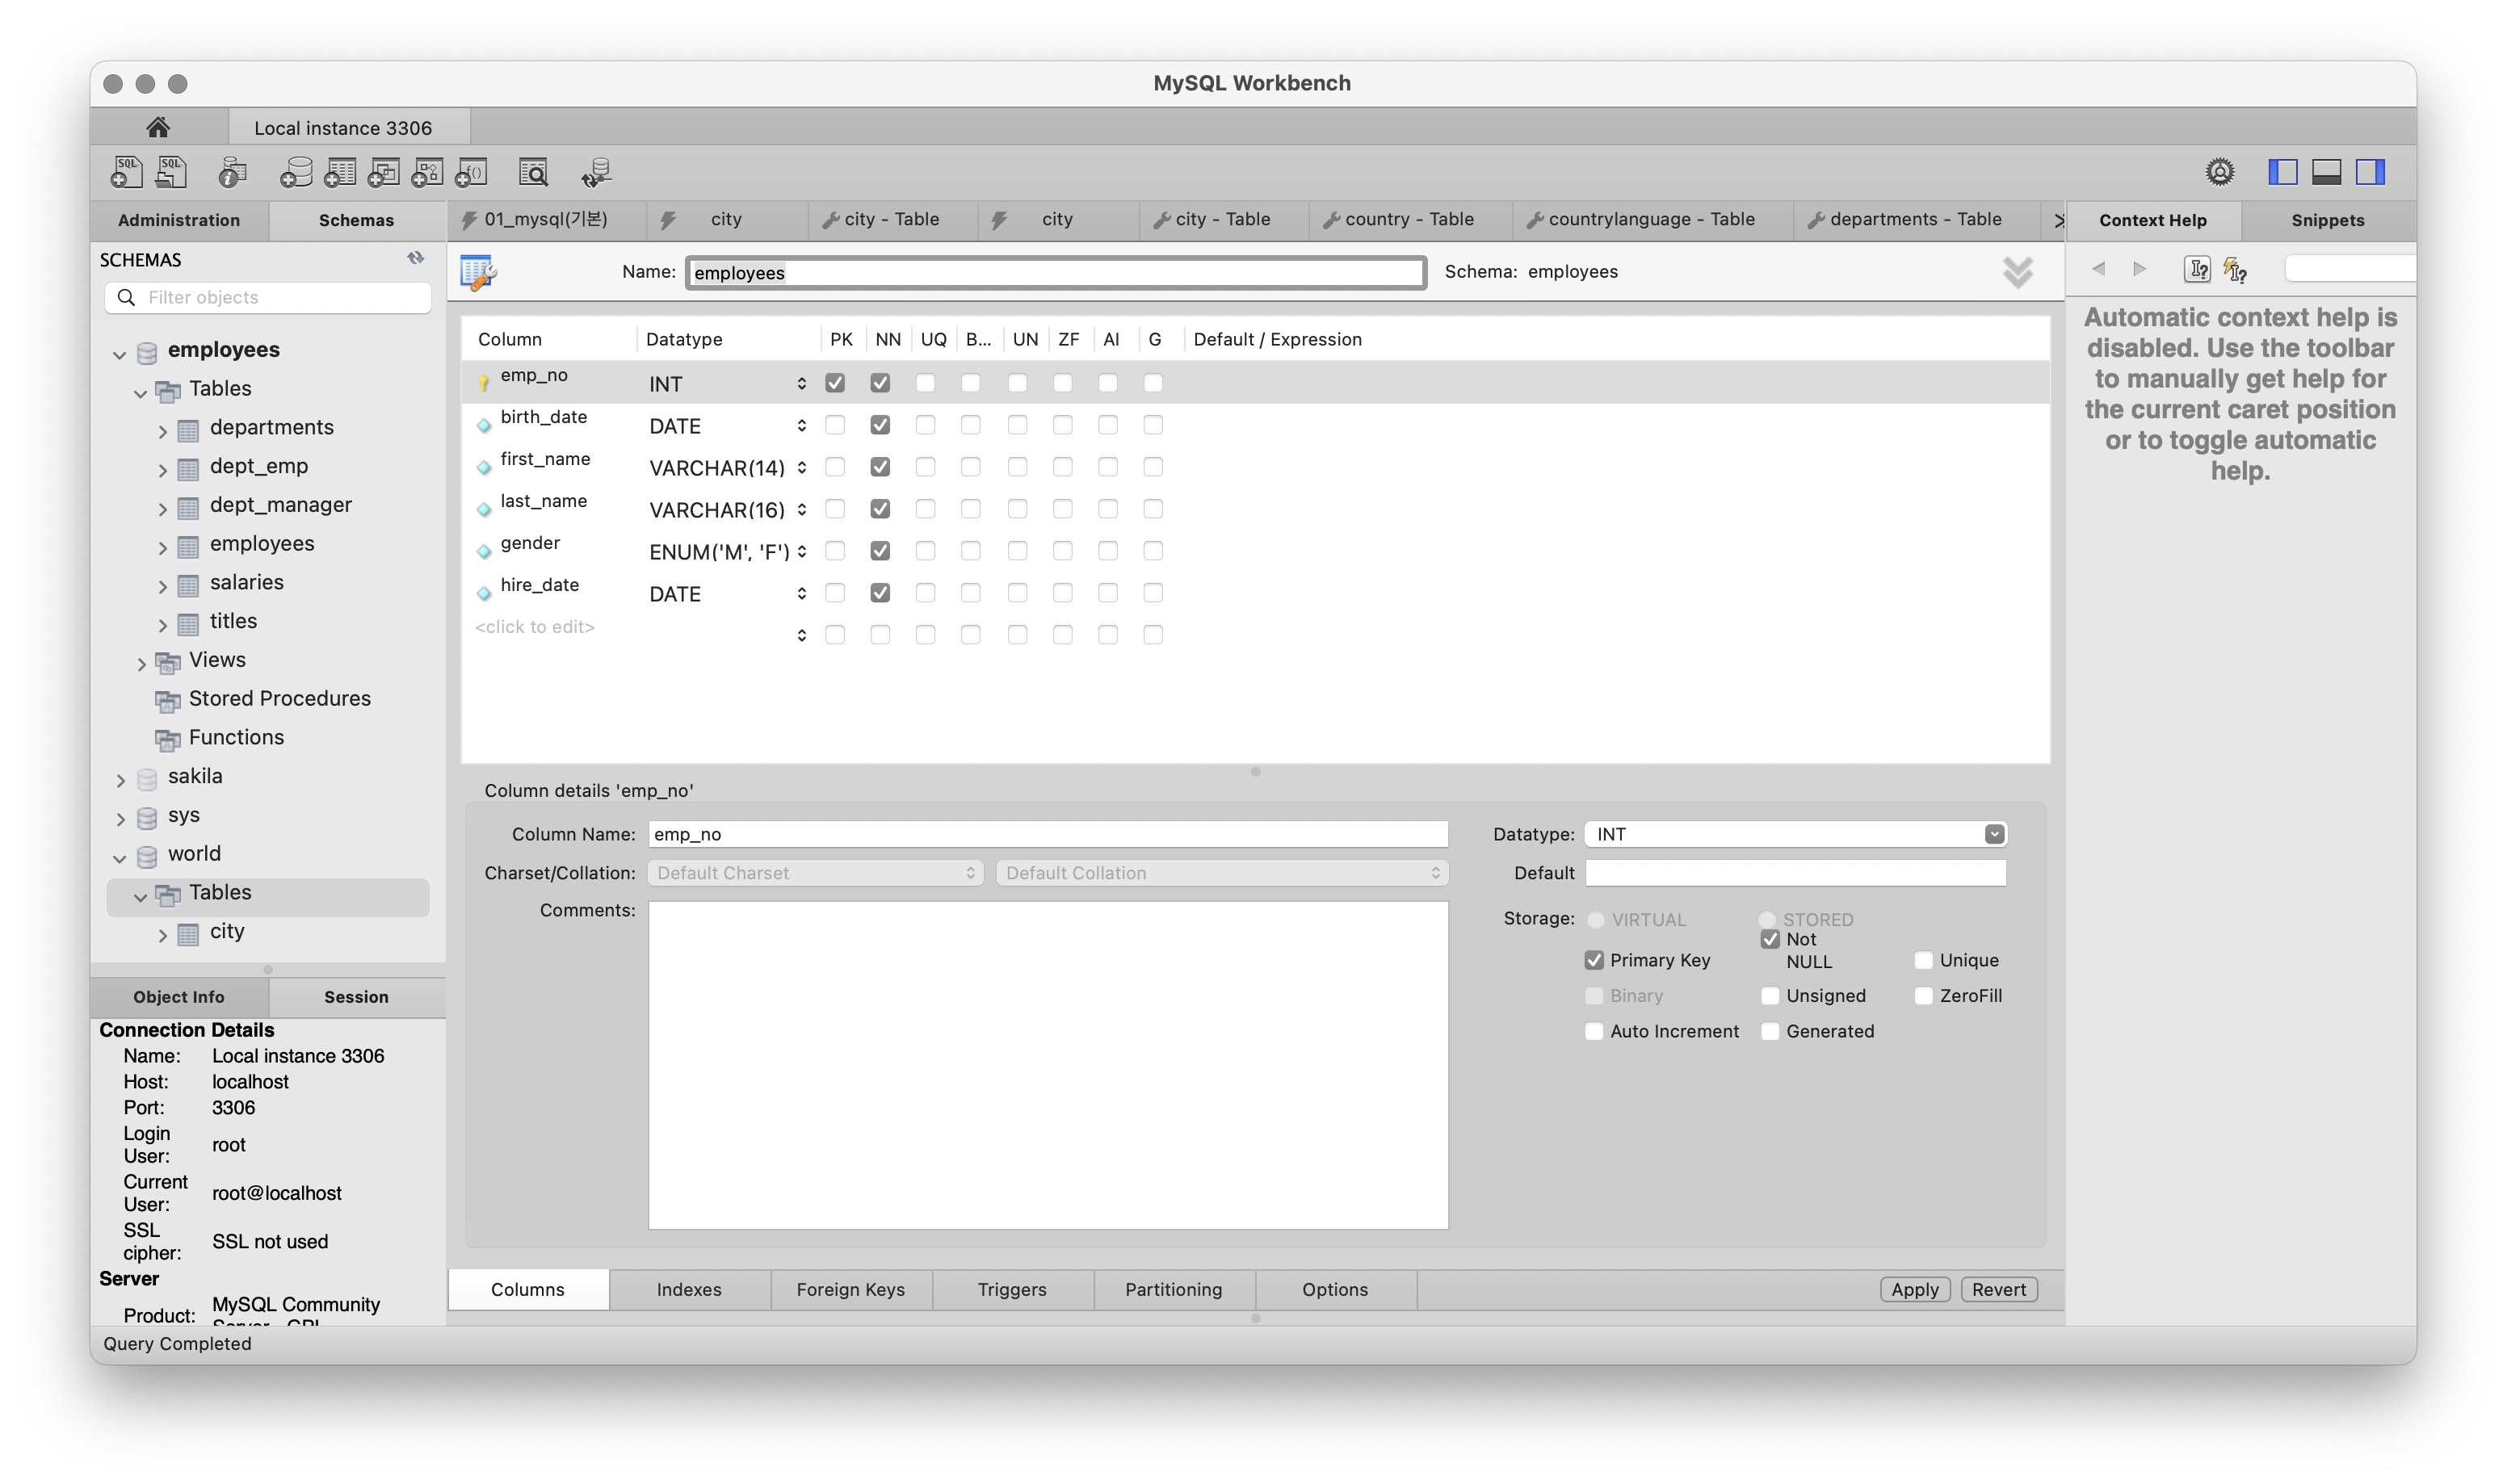 MySQL Workbench
Local instance 3306
Administration
Schemas
01_mysql(기본)
city
city - Table
city
city - Table
country - Table
countrylanguage - Table
departments - Table
Context Help
Snippets
SCHEMAS
Filter objects
Name: employees
Schema: employees
employees
Tables
departments
dept_emp
dept_manager
employees
salaries
titles
Views
Stored Procedures
Functions
sakila
sys
world
Tables
city
Column Datatype PK NN UQ B... UN ZF AI G Default / Expression
emp_no INT
birth_date DATE
first_name VARCHAR(14)
last_name VARCHAR(16)
gender ENUM('M', 'F')
hire_date DATE
<click to edit>
Automatic context help is
disabled. Use the toolbar
to manually get help for
the current caret position
or to toggle automatic
help.
Column details 'emp_no'
Column Name: emp_no
Datatype: INT
Charset/Collation: Default Charset Default Collation
Default
Comments:
Storage: VIRTUAL STORED
Primary Key
Not
NULL
Unique
Binary
Unsigned
ZeroFill
Auto Increment
Generated
Object Info
Session
Connection Details
Name: Local instance 3306
Host: localhost
Port: 3306
Login
User: root
Current
User: root@localhost
SSL
cipher: SSL not used
Server
Product: MySQL Community
Server - GPL
Columns
Indexes
Foreign Keys
Triggers
Partitioning
Options
Apply
Revert
Query Completed